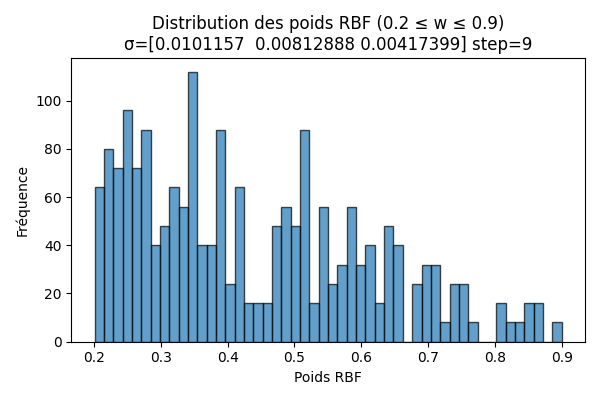 Distribution des poids RBF (0.2 ≤ w ≤ 0.9)
σ=[0.0101157  0.00812888 0.00417399] step=9
Fréquence
100
80
60
40
20
0
0.2 0.3 0.4 0.5 0.6 0.7 0.8 0.9
Poids RBF